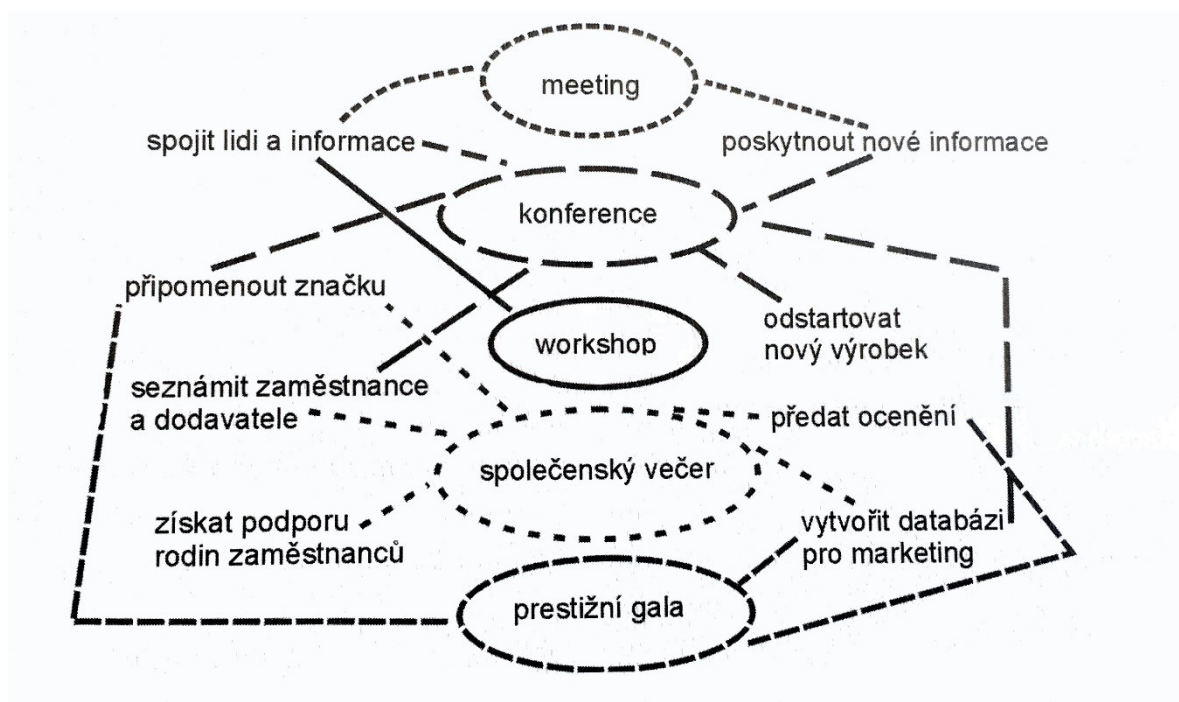 meeting
spojit lidi a informace
poskytnout nové informace
konference
připomenout značku
odstartovat
nový výrobek
workshop
seznámit zaměstnance
a dodavatele
předat ocenění
společenský večer
získat podporu
rodin zaměstnanců
vytvořit databázi
pro marketing
prestižní gala